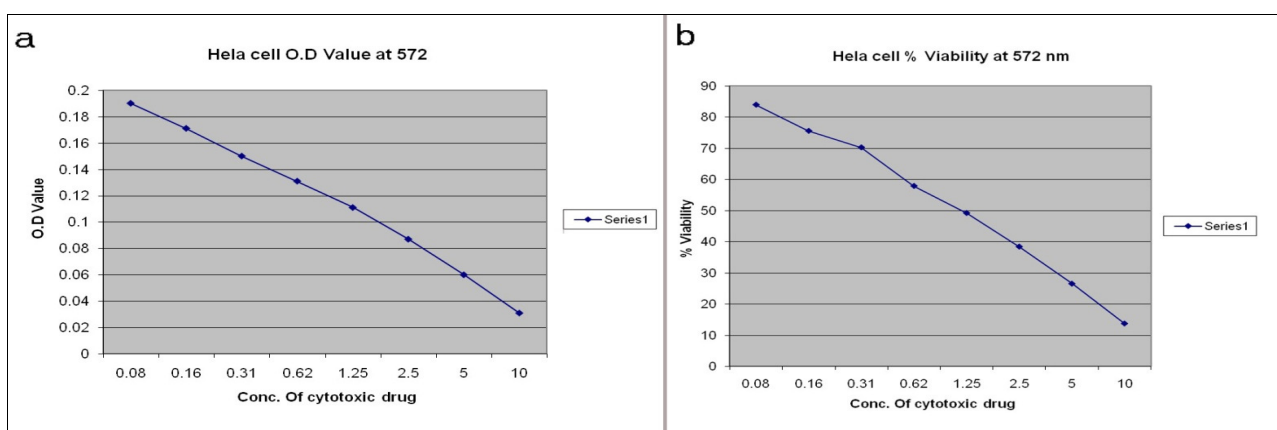 a
Hela cell O.D Value at 572
O.D Value
0.2
0.18
0.16
0.14
0.12
0.1
0.08
0.06
0.04
0.02
0
0.08 0.16 0.31 0.62 1.25 2.5 5 10
Conc. Of cytotoxic drug
Series1
b
Hela cell % Viability at 572 nm
% Viability
90
80
70
60
50
40
30
20
10
0
0.08 0.16 0.31 0.62 1.25 2.5 5 10
Conc. Of cytotoxic drug
Series1